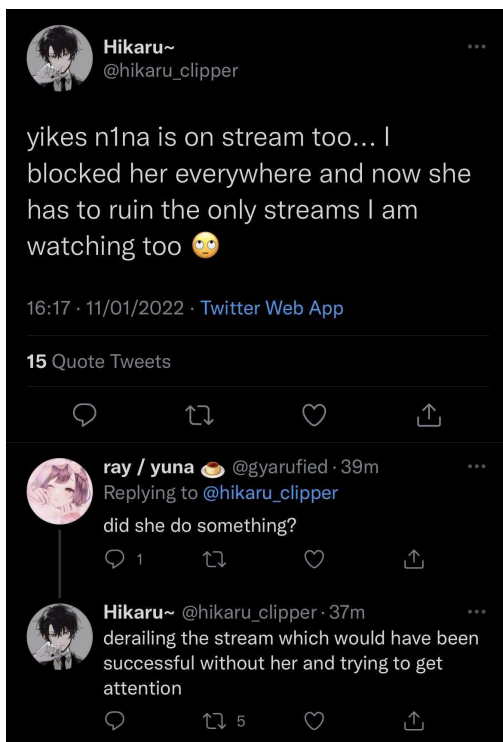 Hikaru~
@hikaru_clipper
yikes n1na is on stream too... I
blocked her everywhere and now she
has to ruin the only streams I am
watching too 🙄
16:17 · 11/01/2022 · Twitter Web App
15 Quote Tweets
ray / yuna 🍮 @gyarufied · 39m
Replying to @hikaru_clipper
did she do something?
1
Hikaru~ @hikaru_clipper · 37m
derailing the stream which would have been
successful without her and trying to get
attention
5